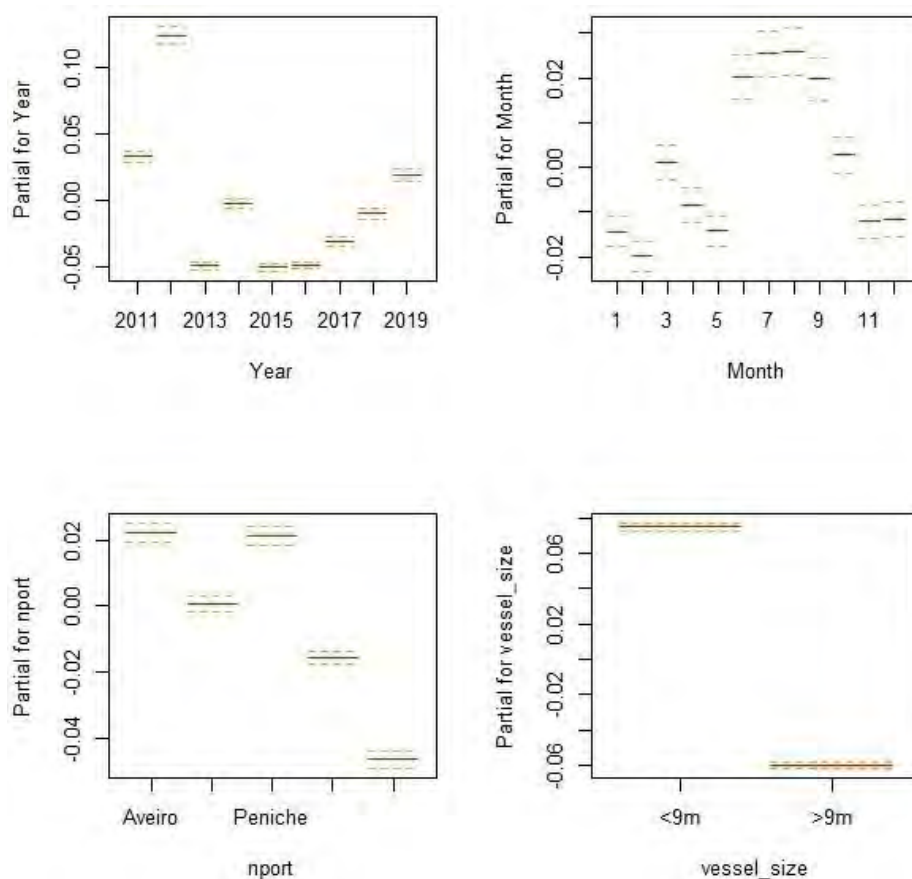 Partial for Year
0.10
0.05
0.00
-0.05
2011 2013 2015 2017 2019
Year
Partial for Month
0.02
0.00
-0.02
1 3 5 7 9 11
Month
Partial for nport
0.02
0.00
-0.02
-0.04
Aveiro Peniche
nport
Partial for vessel_size
0.06
0.02
-0.02
-0.06
<9m >9m
vessel_size